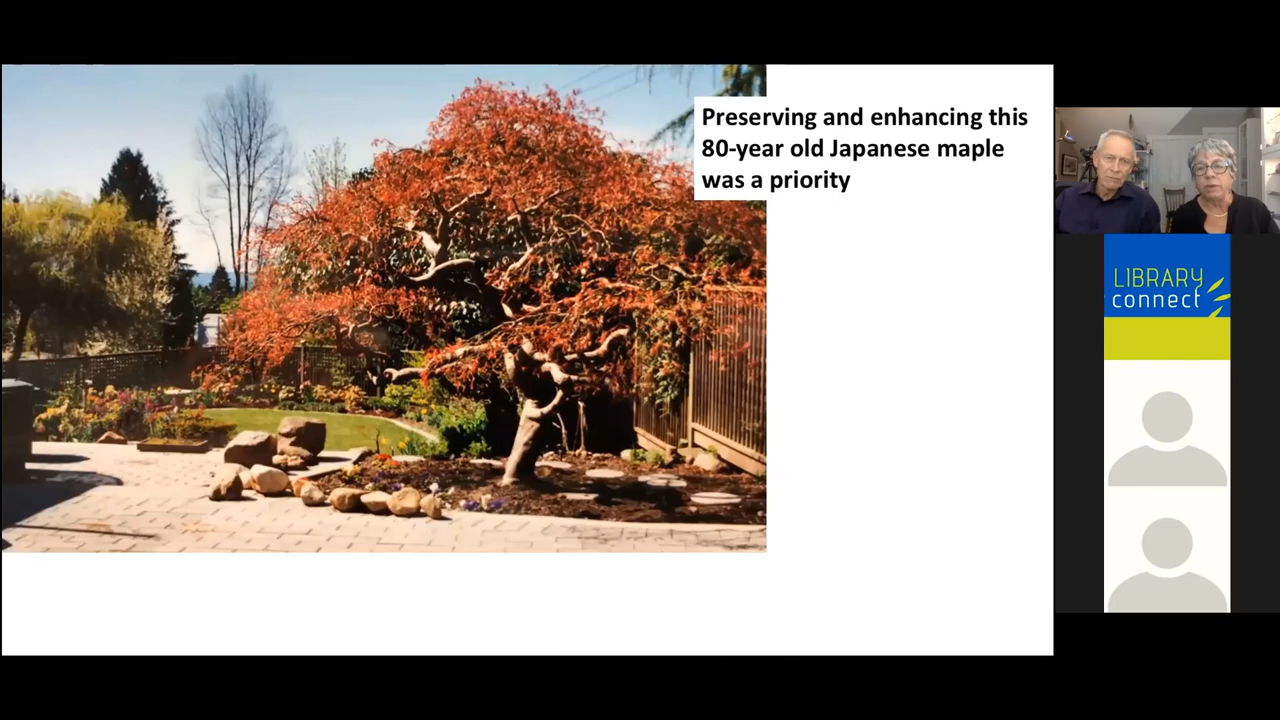 Preserving and enhancing this
80-year old Japanese maple
was a priority
LIBRARY
connect